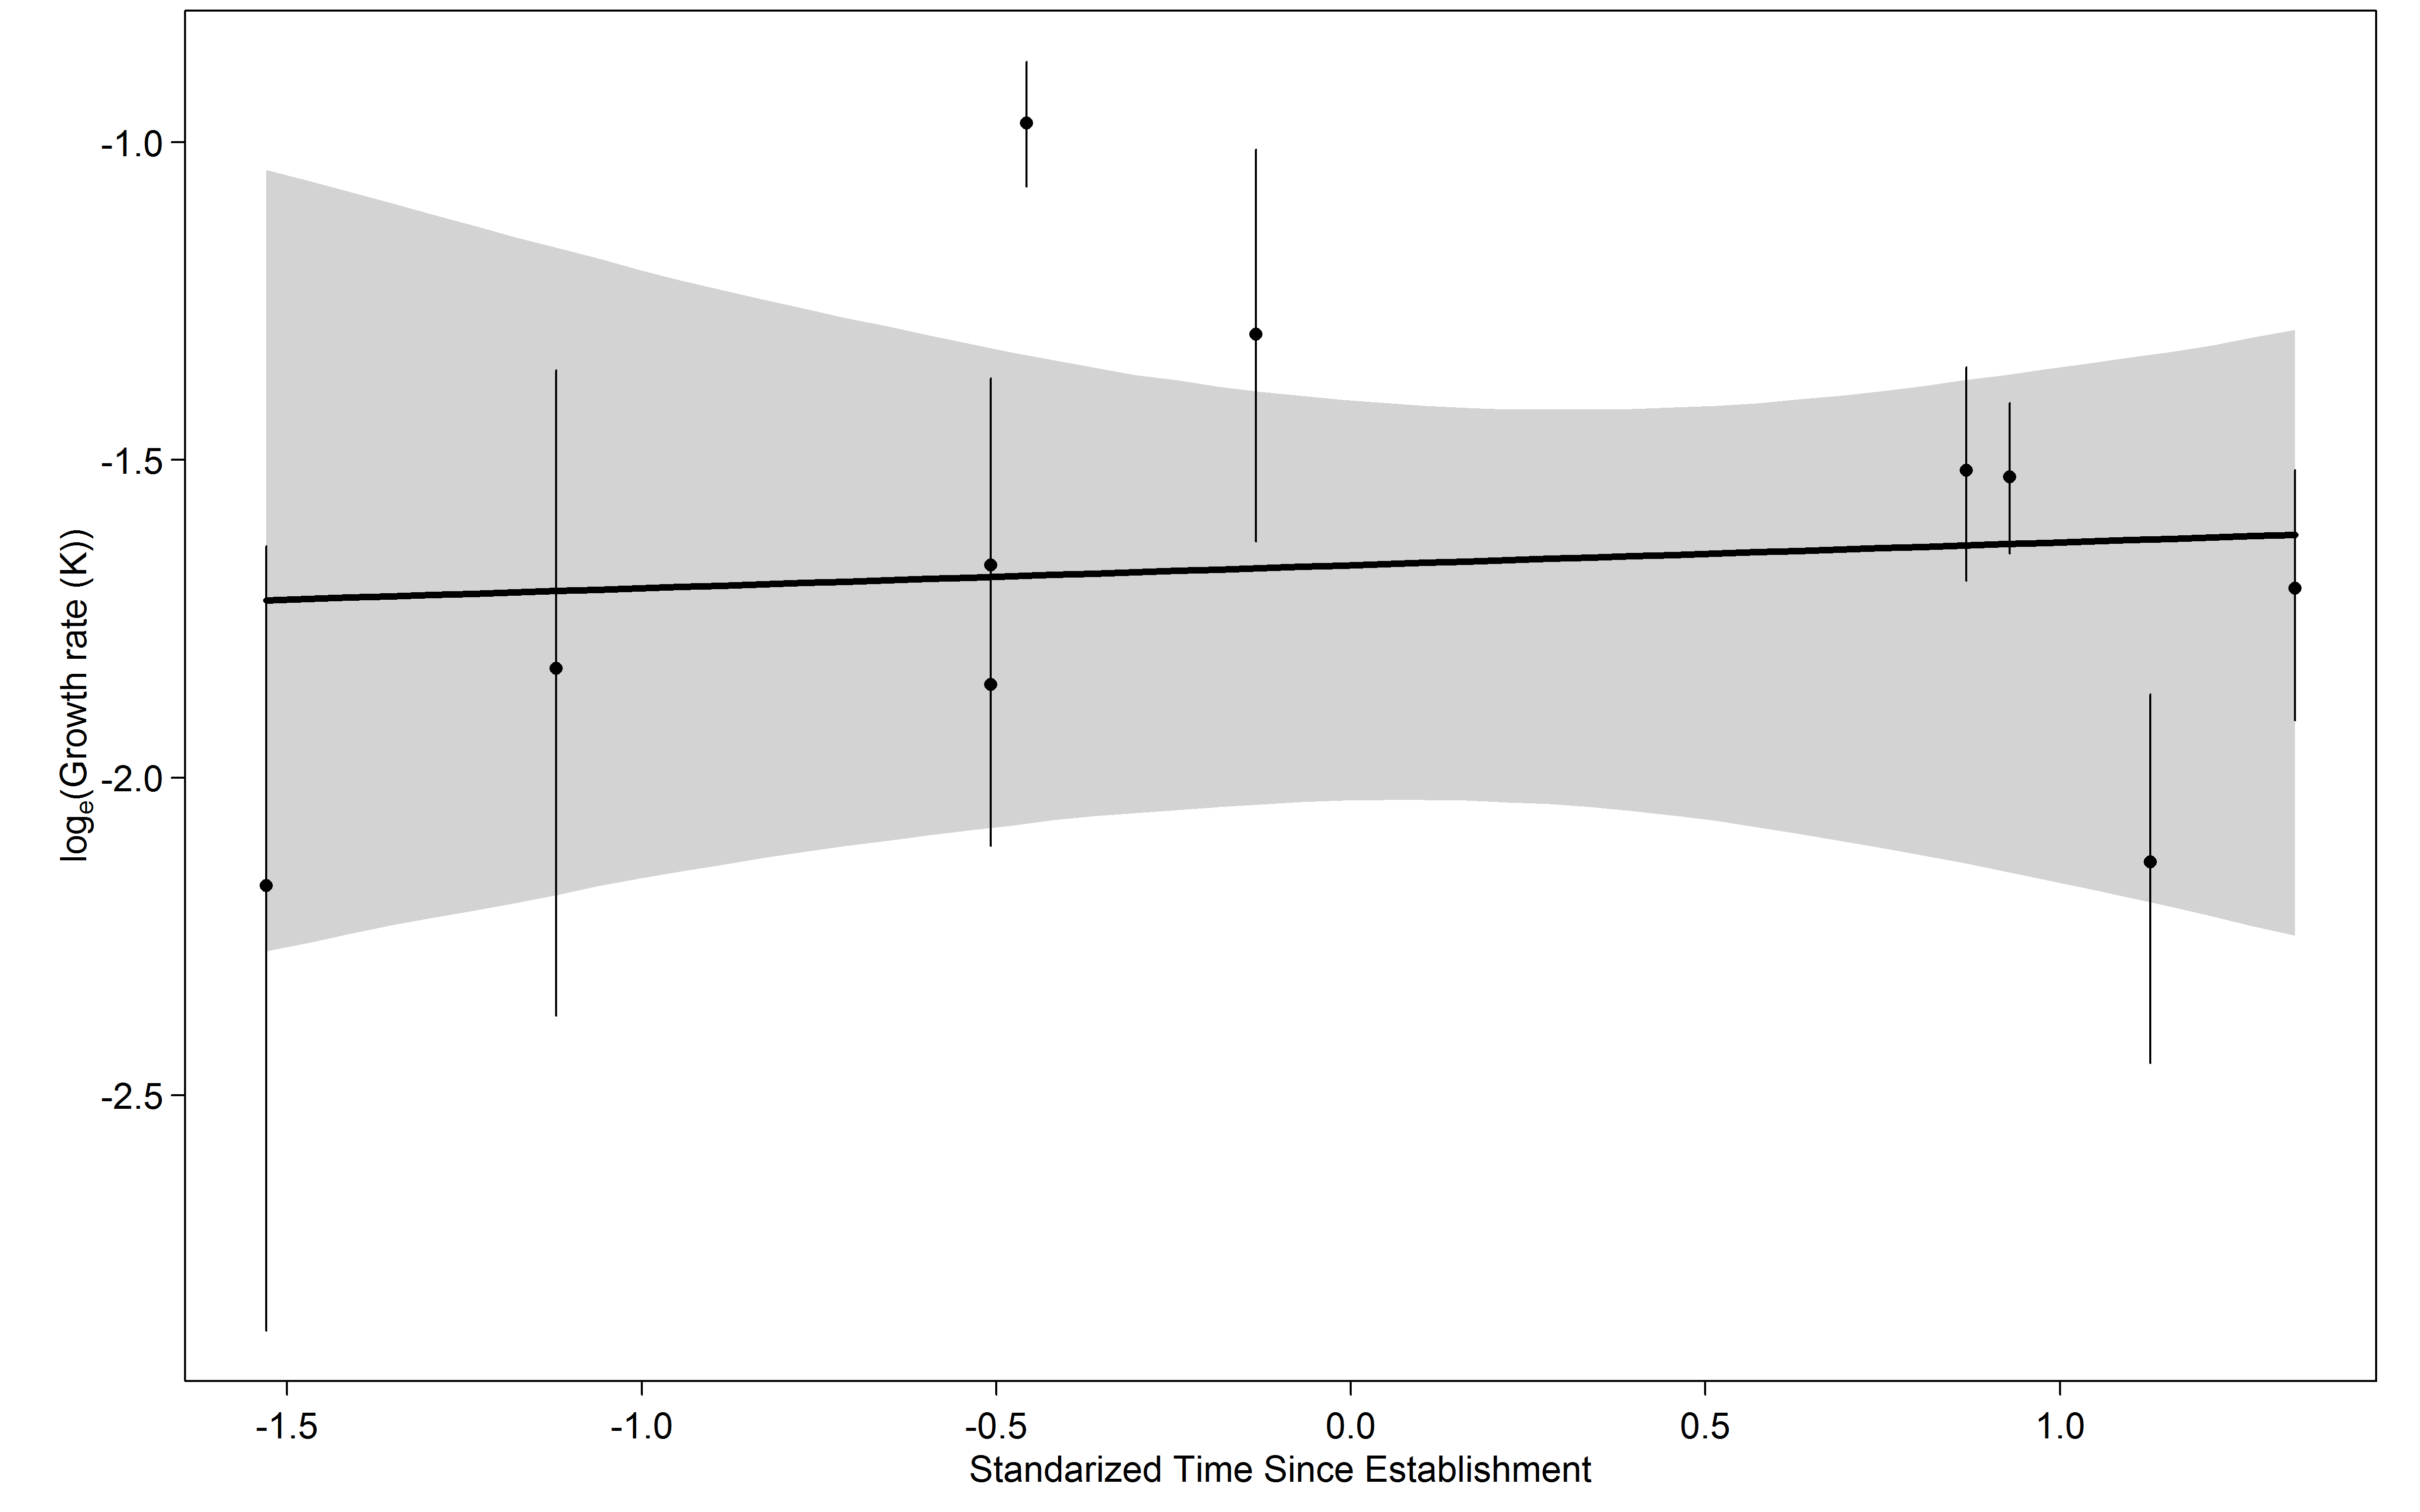 loge(Growth rate (K))
-1.0
-1.5
-2.0
-2.5
-1.5 -1.0 -0.5 0.0 0.5 1.0
Standarized Time Since Establishment